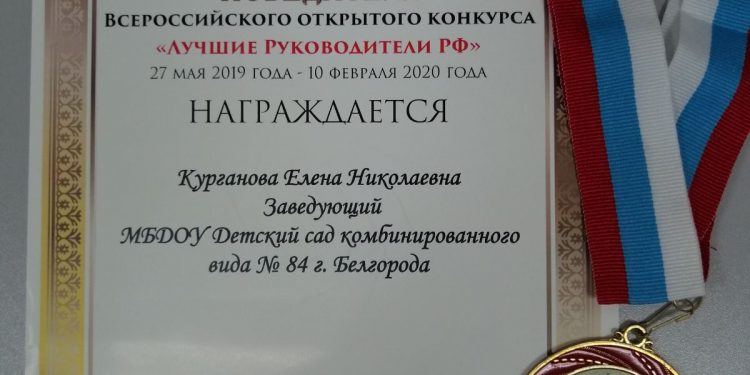 Всероссийского открытого конкурса
«Лучшие Руководители РФ»
27 мая 2019 года - 10 февраля 2020 года
НАГРАЖДАЕТСЯ
Курганова Елена Николаевна
Заведующий
МБДОУ Детский сад комбинированного
вида № 84 г. Белгорода